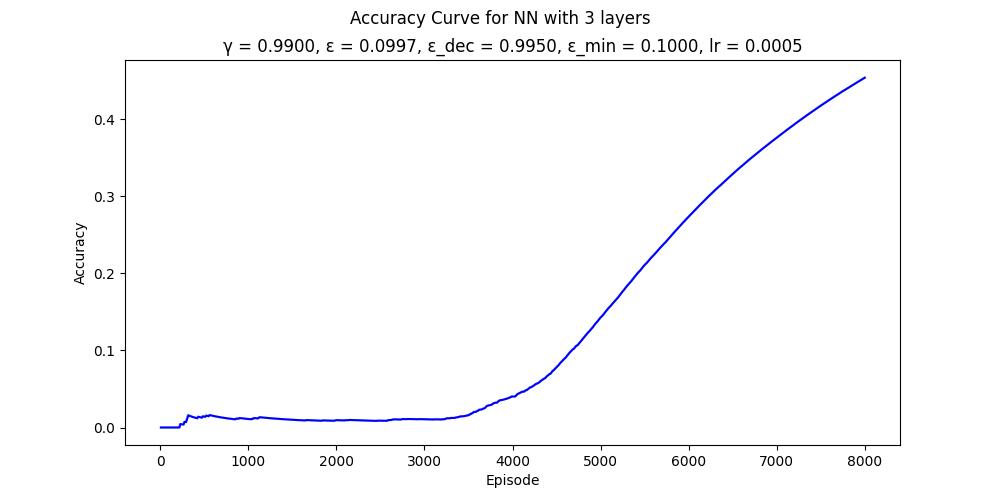 Accuracy Curve for NN with 3 layers
γ = 0.9900, ε = 0.0997, ε_dec = 0.9950, ε_min = 0.1000, lr = 0.0005
Accuracy
0.4
0.3
0.2
0.1
0.0
0 1000 2000 3000 4000 5000 6000 7000 8000
Episode